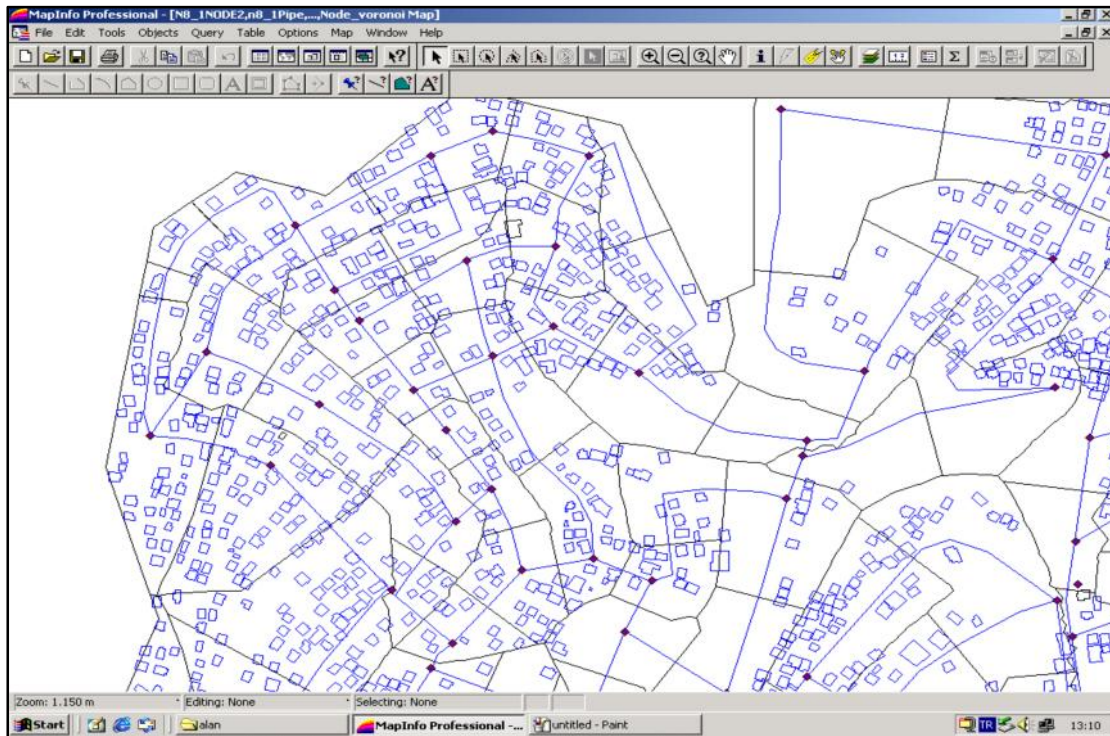 MapInfo Professional - [N8_1NODE2,n8_1Pipe,...,Node_voronoi Map]
File Edit Tools Objects Query Table Options Map Window Help
Zoom: 1.150 m Editing: None Selecting: None
Start alan MapInfo Professional -... untitled - Paint TR 13:10